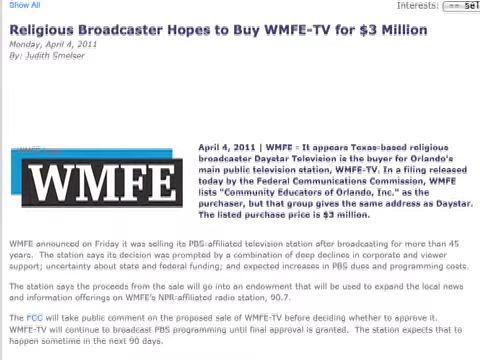 Show All
Interests: -- sel
Religious Broadcaster Hopes to Buy WMFE-TV for $3 Million
Monday, April 4, 2011
By: Judith Smelser
WMFE
April 4, 2011 | WMFE - It appears Texas-based religious
broadcaster Daystar Television is the buyer for Orlando's
main public television station, WMFE-TV. In a filing released
today by the Federal Communications Commission, WMFE
lists "Community Educators of Orlando, Inc." as the
purchaser, but that group gives the same address as Daystar.
The listed purchase price is $3 million.
WMFE announced on Friday it was selling its PBS-affiliated television station after broadcasting for more than 45
years. The station says its decision was prompted by a combination of deep declines in corporate and viewer
support; uncertainty about state and federal funding; and expected increases in PBS dues and programming costs.
The station says the proceeds from the sale will go into an endowment that will be used to expand the local news
and information offerings on WMFE's NPR-affiliated radio station, 90.7.
The FCC will take public comment on the proposed sale of WMFE-TV before deciding whether to approve it.
WMFE-TV will continue to broadcast PBS programming until final approval is granted. The station expects that to
happen sometime in the next 90 days.